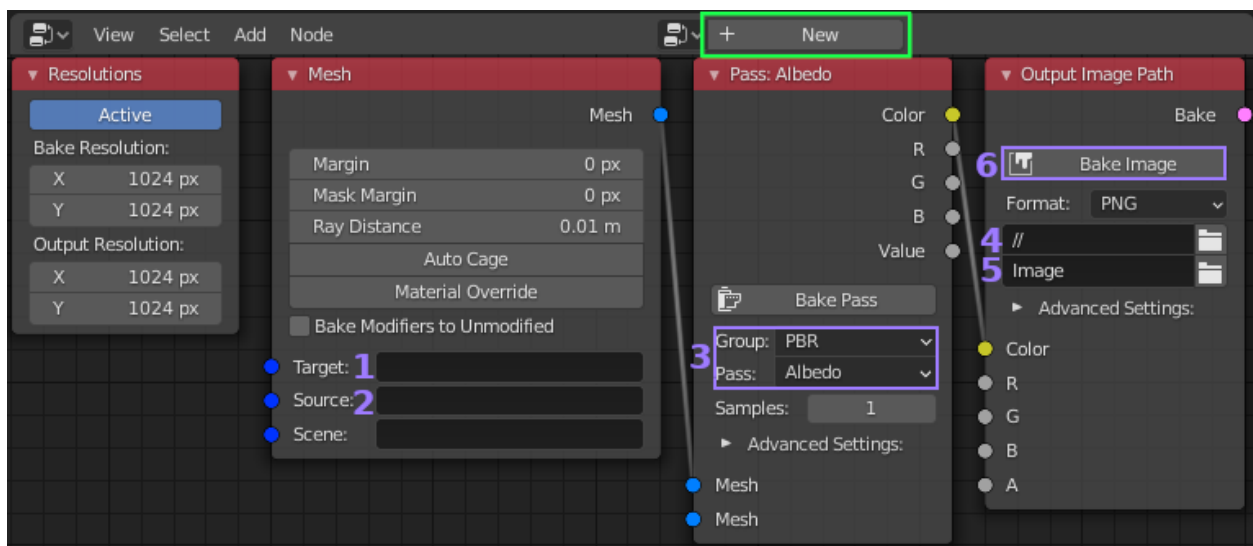 View Select Add Node + New
Resolutions
Active
Bake Resolution:
X 1024 px
Y 1024 px
Output Resolution:
X 1024 px
Y 1024 px
Mesh
Mesh
Margin 0 px
Mask Margin 0 px
Ray Distance 0.01 m
Auto Cage
Material Override
Bake Modifiers to Unmodified
Target: 1
Source: 2
Scene:
Pass: Albedo
Color
R
G
B
Value
Bake Pass
3 Group: PBR
Pass: Albedo
Samples: 1
Advanced Settings:
Mesh
Mesh
Output Image Path
Bake
6 Bake Image
Format: PNG
4 //
5 Image
Advanced Settings:
Color
R
G
B
A